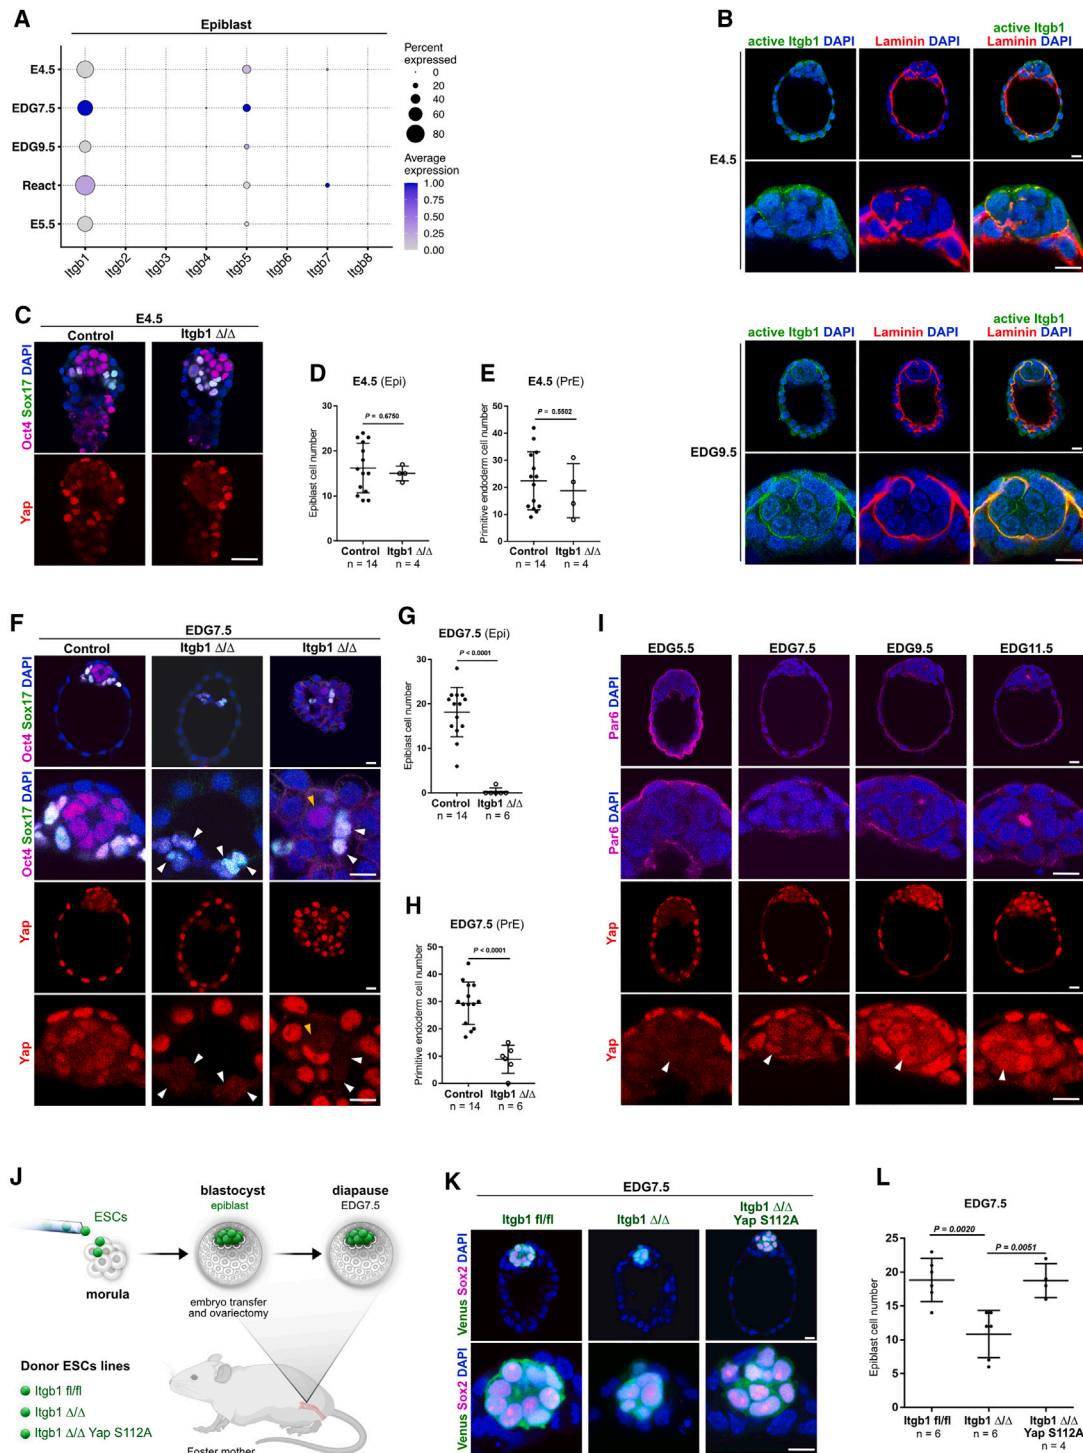 A
Epiblast
E4.5
EDG7.5
EDG9.5
React
E5.5
Itgb1 Itgb2 Itgb3 Itgb4 Itgb5 Itgb6 Itgb7 Itgb8
Percent
expressed
0
20
40
60
80
Average
expression
1.00
0.75
0.50
0.25
0.00
B
active Itgb1 DAPI
Laminin DAPI
active Itgb1
Laminin DAPI
E4.5
active Itgb1 DAPI
Laminin DAPI
active Itgb1
Laminin DAPI
EDG9.5
C
E4.5
Control
Itgb1 Δ/Δ
Oct4 Sox17 DAPI
Yap
D
E4.5 (Epi)
P = 0.6750
Epiblast cell number
30
20
10
0
Control
n = 14
Itgb1 Δ/Δ
n = 4
E
E4.5 (PrE)
P = 0.5502
Primitive endoderm cell number
50
40
30
20
10
0
Control
n = 14
Itgb1 Δ/Δ
n = 4
F
EDG7.5
Control
Itgb1 Δ/Δ
Itgb1 Δ/Δ
Oct4 Sox17 DAPI
Oct4 Sox17 DAPI
Yap
Yap
G
EDG7.5 (Epi)
P < 0.0001
Epiblast cell number
30
20
10
0
Control
n = 14
Itgb1 Δ/Δ
n = 6
H
EDG7.5 (PrE)
P < 0.0001
Primitive endoderm cell number
50
40
30
20
10
0
Control
n = 14
Itgb1 Δ/Δ
n = 6
I
EDG5.5
EDG7.5
EDG9.5
EDG11.5
Par6 DAPI
Par6 DAPI
Yap
Yap
J
ESCs
morula
blastocyst
epiblast
diapause
EDG7.5
embryo transfer
and ovariectomy
Donor ESCs lines
Itgb1 fl/fl
Itgb1 Δ/Δ
Itgb1 Δ/Δ Yap S112A
Foster mother
K
EDG7.5
Itgb1 fl/fl
Itgb1 Δ/Δ
Itgb1 Δ/Δ
Yap S112A
Venus Sox2 DAPI
Venus Sox2 DAPI
L
EDG7.5
P = 0.0020
P = 0.0051
Epiblast cell number
25
20
15
10
5
0
Itgb1 fl/fl
n = 6
Itgb1 Δ/Δ
n = 6
Itgb1 Δ/Δ
Yap S112A
n = 4